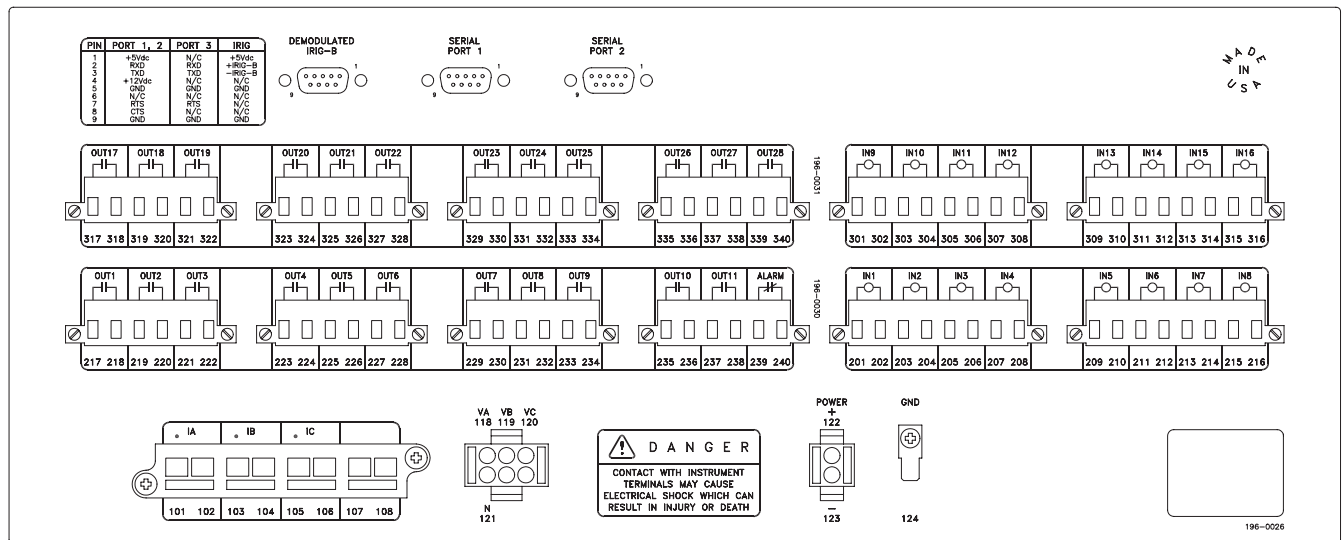 PIN PORT 1, 2 PORT 3 IRIG
1 +5Vdc N/C +5Vdc
2 RXD RXD +IRIG-B
3 TXD TXD -IRIG-B
4 +12Vdc N/C N/C
5 GND GND GND
6 N/C N/C N/C
7 RTS RTS N/C
8 CTS N/C N/C
9 GND GND GND
DEMODULATED
IRIG-B
1
9
SERIAL
PORT 1
1
9
SERIAL
PORT 2
1
9
MADE
IN
USA
OUT17 OUT18 OUT19 OUT20 OUT21 OUT22 OUT23 OUT24 OUT25 OUT26 OUT27 OUT28
196-0031
IN9 IN10 IN11 IN12 IN13 IN14 IN15 IN16
317 318 319 320 321 322 323 324 325 326 327 328 329 330 331 332 333 334 335 336 337 338 339 340 301 302 303 304 305 306 307 308 309 310 311 312 313 314 315 316
OUT1 OUT2 OUT3 OUT4 OUT5 OUT6 OUT7 OUT8 OUT9 OUT10 OUT11 ALARM
196-0030
IN1 IN2 IN3 IN4 IN5 IN6 IN7 IN8
217 218 219 220 221 222 223 224 225 226 227 228 229 230 231 232 233 234 235 236 237 238 239 240 201 202 203 204 205 206 207 208 209 210 211 212 213 214 215 216
IA IB IC
101 102 103 104 105 106 107 108
VA VB VC
118 119 120
N
121
DANGER
CONTACT WITH INSTRUMENT
TERMINALS MAY CAUSE
ELECTRICAL SHOCK WHICH CAN
RESULT IN INJURY OR DEATH
POWER
+
122
−
123
GND
124
196-0026